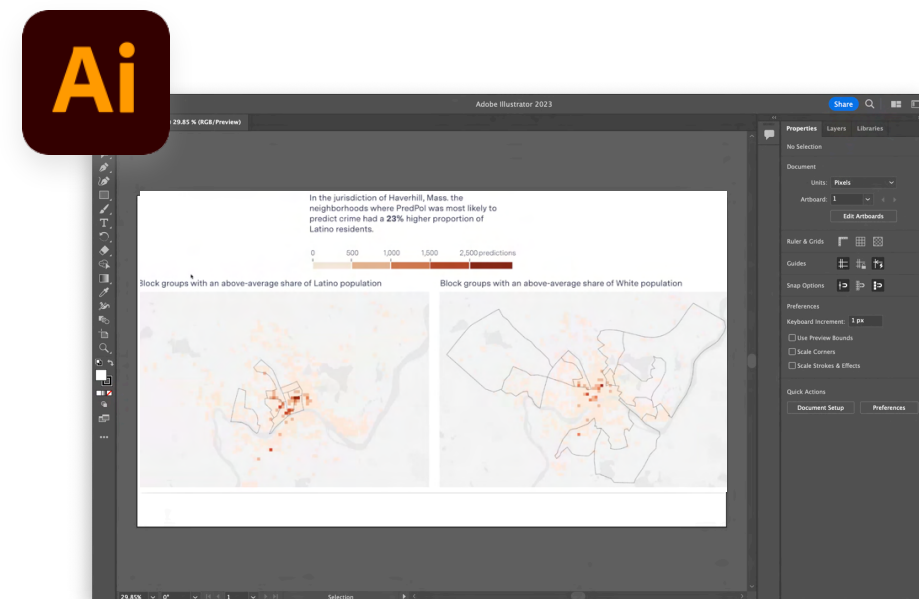 Ai
Adobe Illustrator 2023
Share
29.85 % (RGB/Preview)
Properties Layers Libraries
No Selection
Document
Units: Pixels
Artboard: 1
Edit Artboards
Ruler & Grids
Guides
Snap Options
Preferences
Keyboard Increment: 1 px
Use Preview Bounds
Scale Corners
Scale Strokes & Effects
Quick Actions
Document Setup Preferences
In the jurisdiction of Haverhill, Mass. the
neighborhoods where PredPol was most likely to
predict crime had a 23% higher proportion of
Latino residents.
0 500 1,000 1,500 2,500 predictions
Block groups with an above-average share of Latino population
Block groups with an above-average share of White population
29.85% 0° 1 Selection